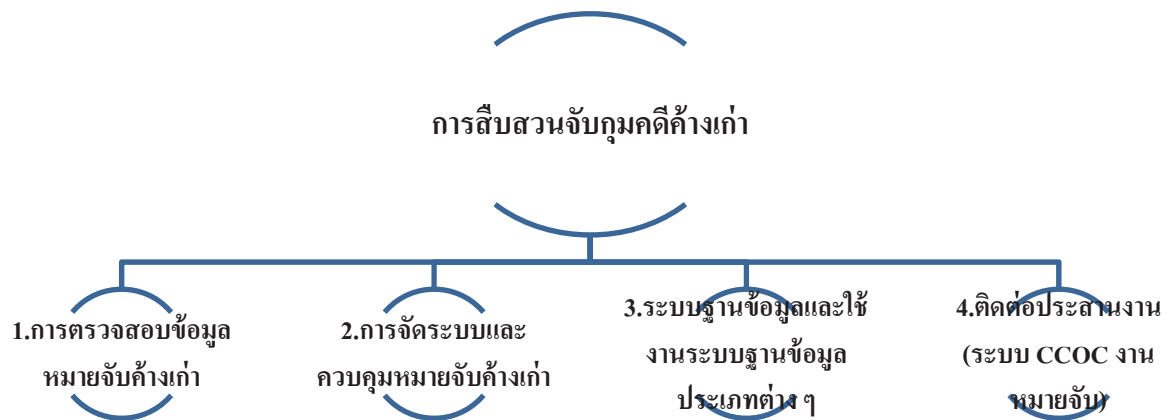 การสืบสวนจับกุมคดีค้างเก่า
1.การตรวจสอบข้อมูล
หมายจับค้างเก่า
2.การจัดระบบและ
ควบคุมหมายจับค้างเก่า
3.ระบบฐานข้อมูลและใช้
งานระบบฐานข้อมูล
ประเภทต่าง ๆ
4.ติดต่อประสานงาน
(ระบบ CCOC งาน
หมายจับ)